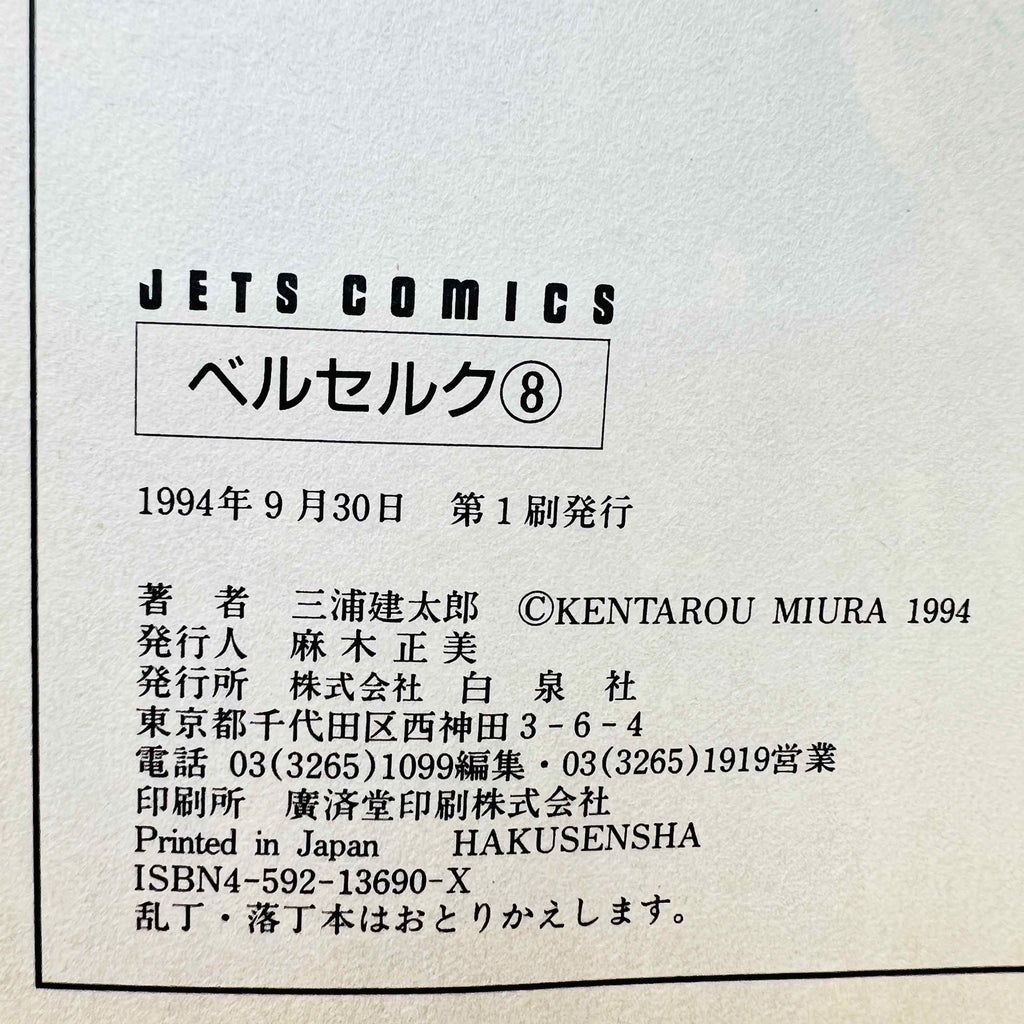 JETS COMICS
ベルセルク⑧
1994年9月30日　第1刷発行
著　者　三浦建太郎　©KENTAROU MIURA 1994
発行人　麻木正美
発行所　株式会社　白　泉　社
東京都千代田区西神田3-6-4
電話 03(3265)1099編集・03(3265)1919営業
印刷所　廣済堂印刷株式会社
Printed in Japan　HAKUSENSHA
ISBN4-592-13690-X
乱丁・落丁本はおとりかえします。